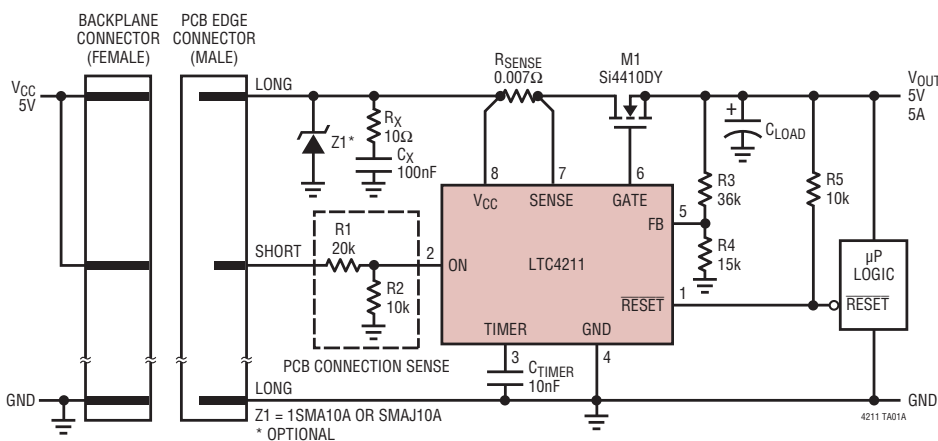 BACKPLANE
CONNECTOR
(FEMALE)
PCB EDGE
CONNECTOR
(MALE)
VCC
5V
LONG
Z1*
RX
10Ω
CX
100nF
RSENSE
0.007Ω
M1
Si4410DY
VOUT
5V
5A
+
CLOAD
8
7
6
VCC
SENSE
GATE
5
FB
R3
36k
R4
15k
R5
10k
SHORT
R1
20k
R2
10k
2
ON
LTC4211
µP
LOGIC
RESET
1
RESET
TIMER
GND
PCB CONNECTION SENSE
3
4
CTIMER
10nF
GND
LONG
GND
Z1 = 1SMA10A OR SMAJ10A
* OPTIONAL
4211 TA01A